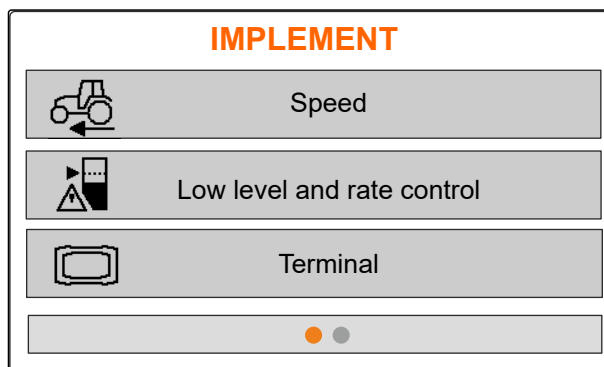 IMPLEMENT
Speed
Low level and rate control
Terminal